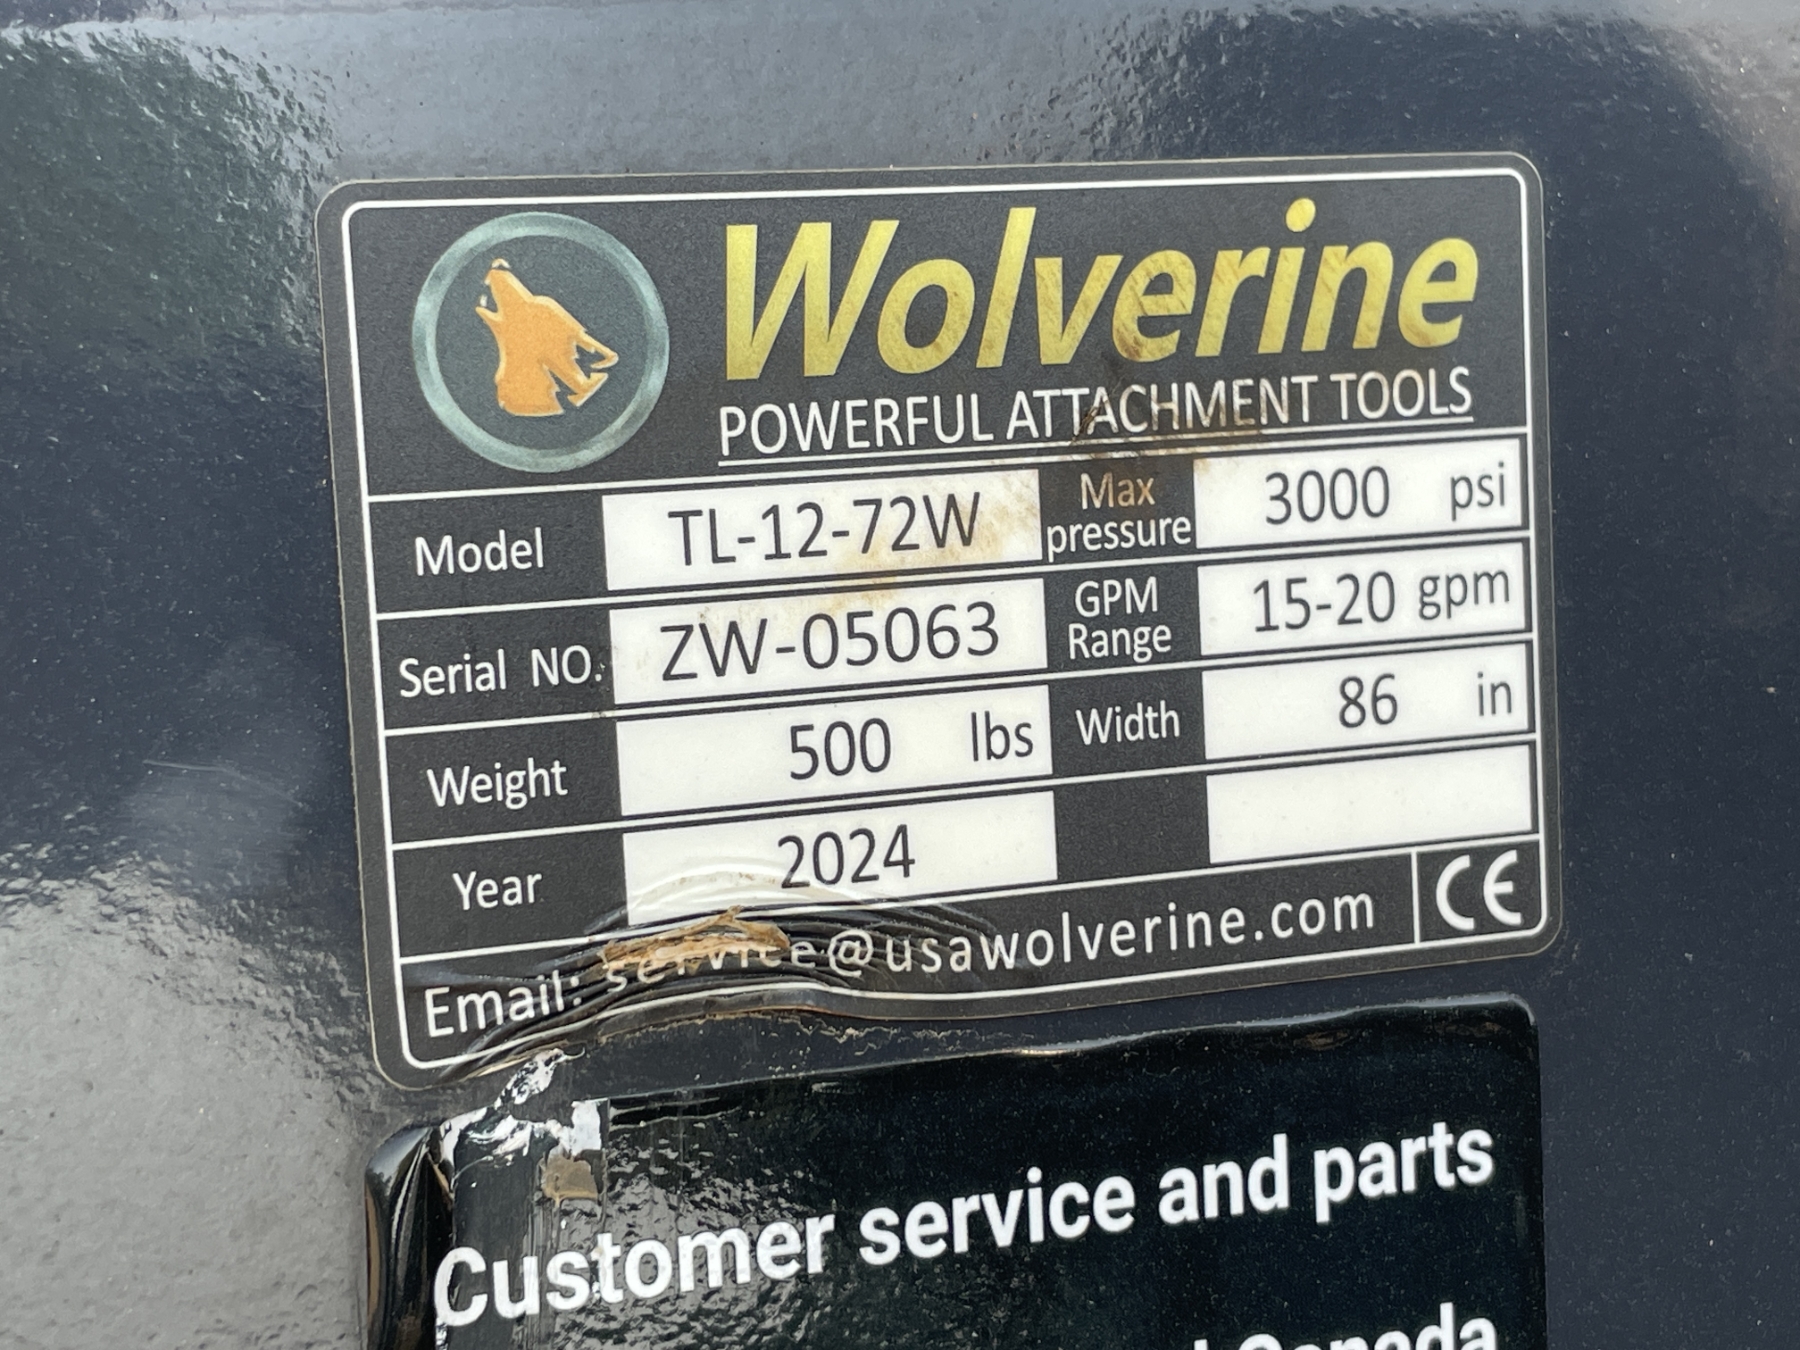 Wolverine
POWERFUL ATTACHMENT TOOLS
Model TL-12-72W Max pressure 3000 psi
Serial NO. ZW-05063 GPM Range 15-20 gpm
Weight 500 lbs Width 86 in
Year 2024
Email: service@usawolverine.com CE
Customer service and parts
Canada